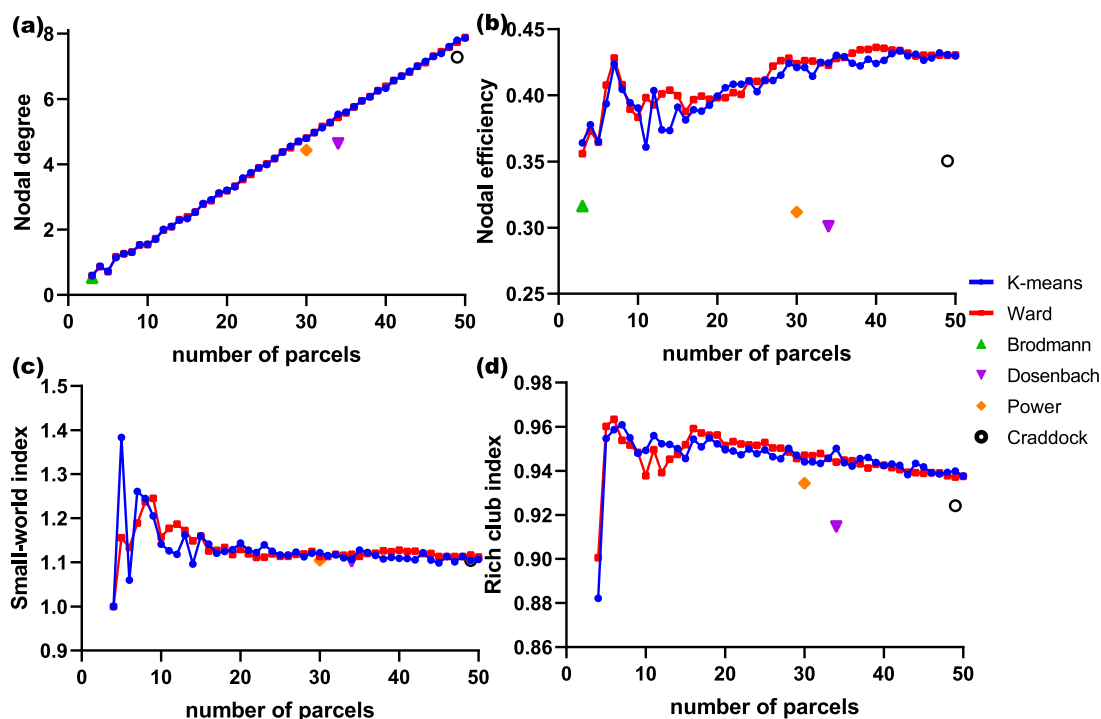 (a)
Nodal degree
8
6
4
2
0
0 10 20 30 40 50
number of parcels
(b)
Nodal efficiency
0.45
0.40
0.35
0.30
0.25
0 10 20 30 40 50
number of parcels
K-means
Ward
Brodmann
Dosenbach
Power
Craddock
(c)
Small-world index
1.5
1.4
1.3
1.2
1.1
1.0
0.9
0 10 20 30 40 50
number of parcels
(d)
Rich club index
0.98
0.96
0.94
0.92
0.90
0.88
0.86
0 10 20 30 40 50
number of parcels